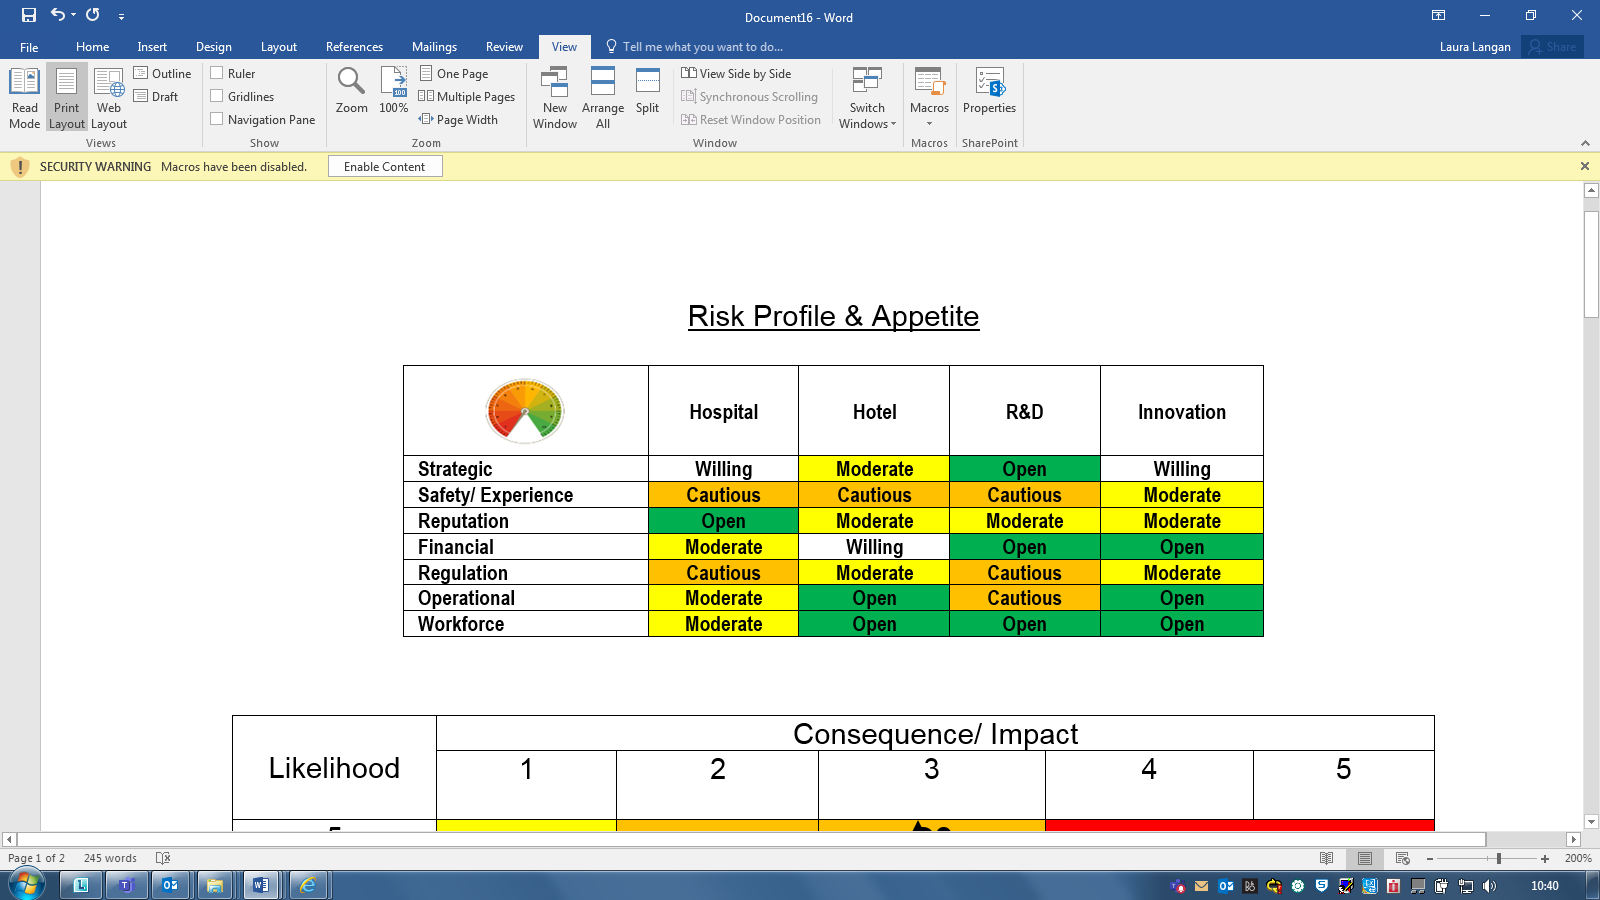 Document16 - Word
File Home Insert Design Layout References Mailings Review View Tell me what you want to do... Laura Langan Share
Read Mode
Print Layout
Web Layout
Outline
Draft
Views
Ruler
Gridlines
Navigation Pane
Show
Zoom
100%
One Page
Multiple Pages
Page Width
Zoom
New Window
Arrange All
Split
View Side by Side
Synchronous Scrolling
Reset Window Position
Window
Switch Windows
Macros
Macros
Properties
SharePoint
SECURITY WARNING Macros have been disabled. Enable Content
Risk Profile & Appetite
Hospital Hotel R&D Innovation
Strategic Willing Moderate Open Willing
Safety/ Experience Cautious Cautious Cautious Moderate
Reputation Open Moderate Moderate Moderate
Financial Moderate Willing Open Open
Regulation Cautious Moderate Cautious Moderate
Operational Moderate Open Cautious Open
Workforce Moderate Open Open Open
Likelihood
Consequence/ Impact
1 2 3 4 5
Page 1 of 2 245 words 200%
10:40